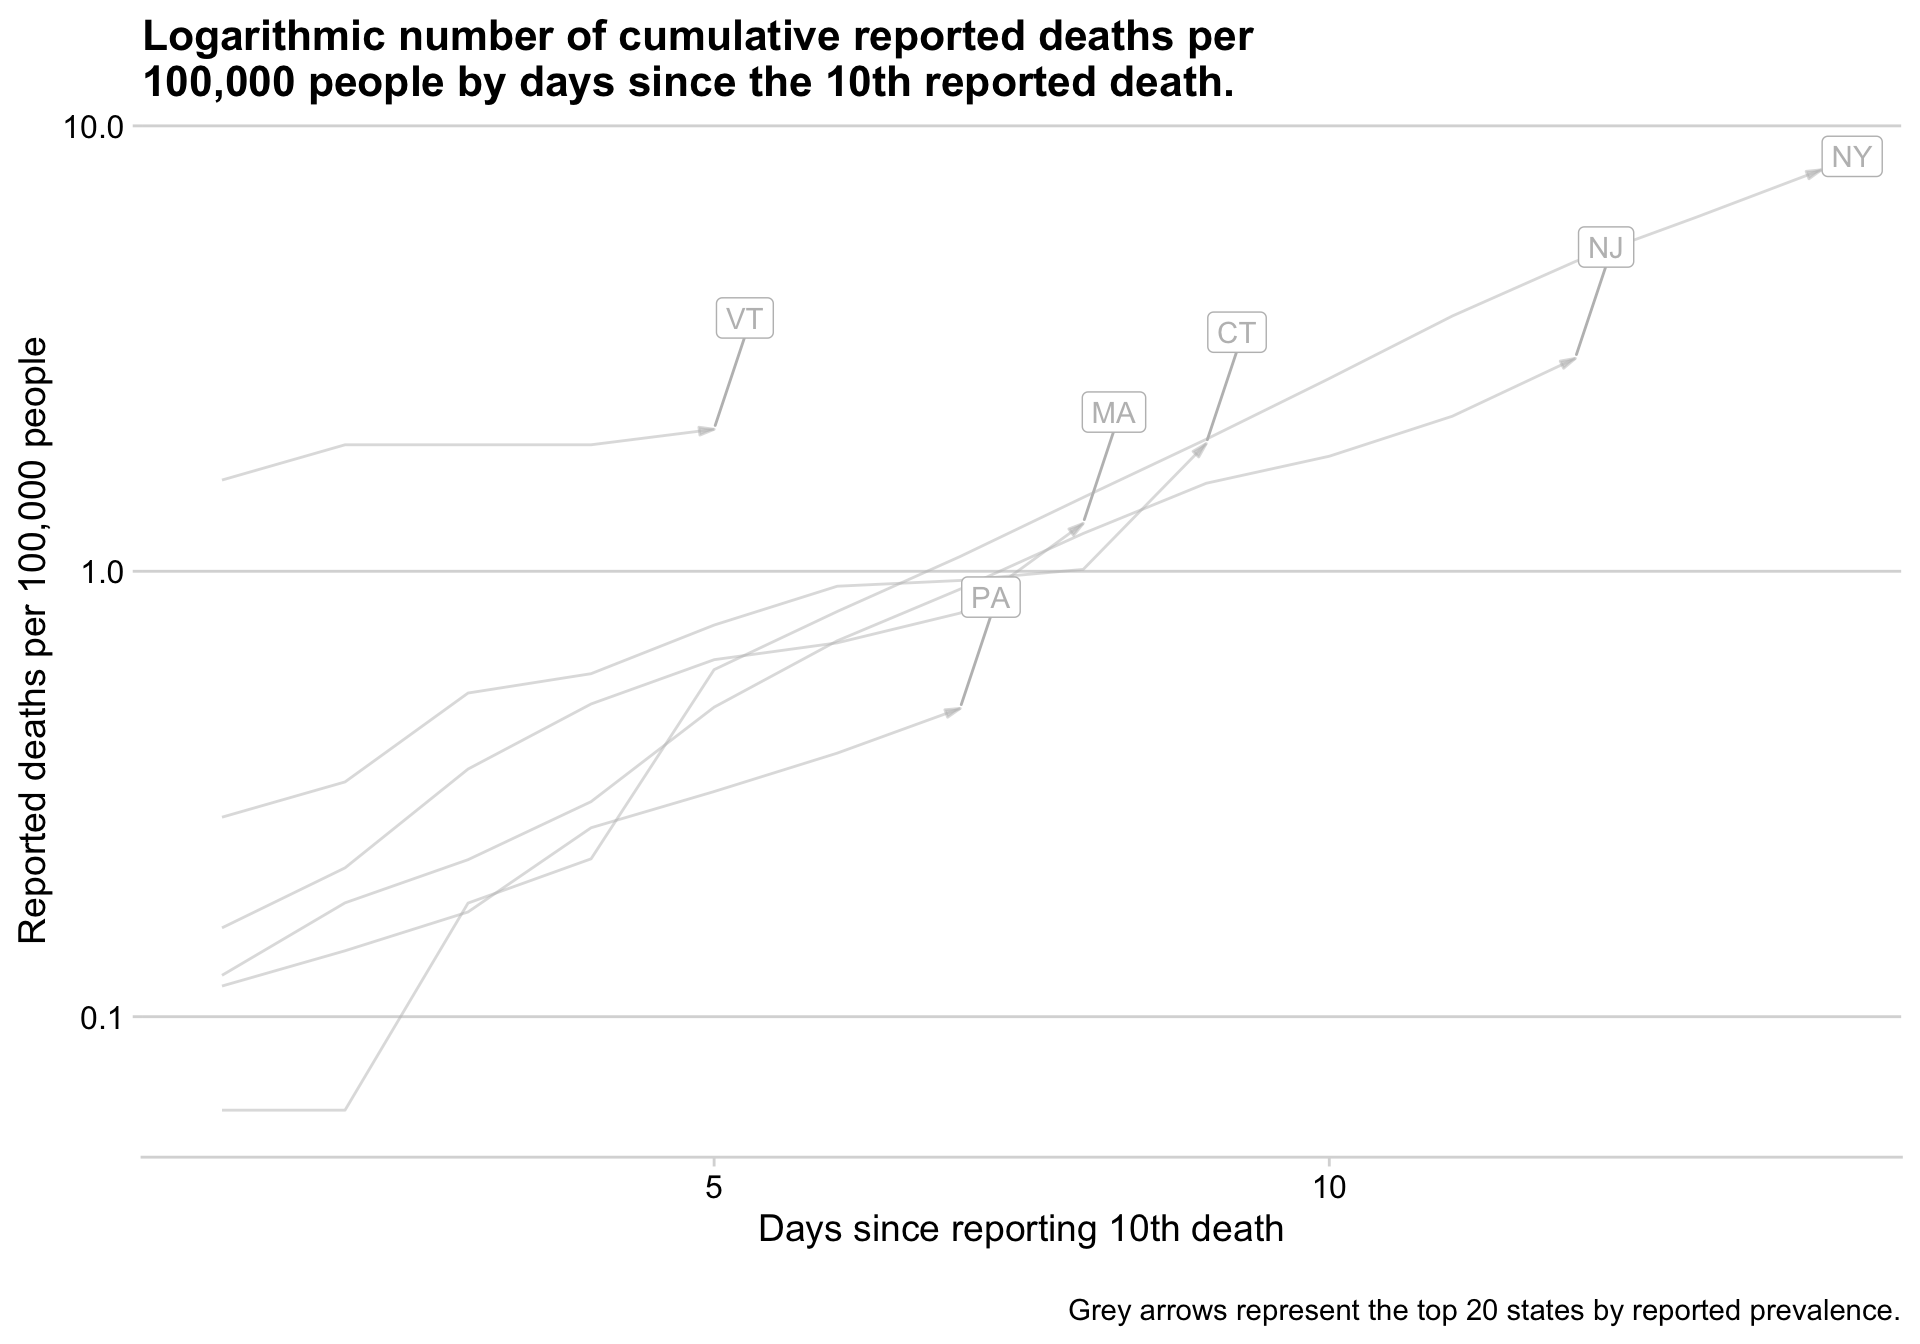 Logarithmic number of cumulative reported deaths per
100,000 people by days since the 10th reported death.
10.0
NY
NJ
VT
CT
MA
Reported deaths per 100,000 people
1.0
PA
0.1
5
10
Days since reporting 10th death
Grey arrows represent the top 20 states by reported prevalence.